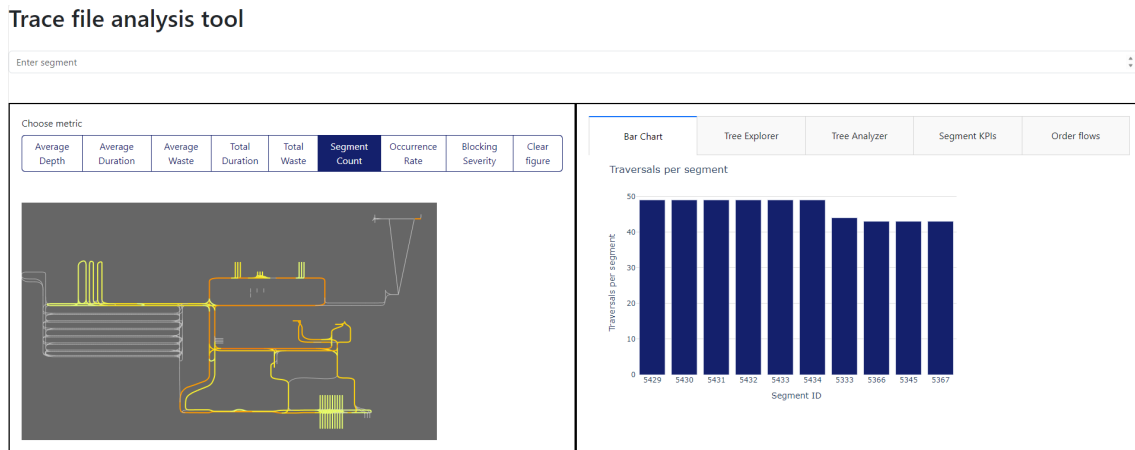 Trace file analysis tool
Enter segment
Choose metric
Average Depth
Average Duration
Average Waste
Total Duration
Total Waste
Segment Count
Occurrence Rate
Blocking Severity
Clear figure
Bar Chart
Tree Explorer
Tree Analyzer
Segment KPIs
Order flows
Traversals per segment
Traversals per segment
50
40
30
20
10
0
5429 5430 5431 5432 5433 5434 5333 5366 5345 5367
Segment ID